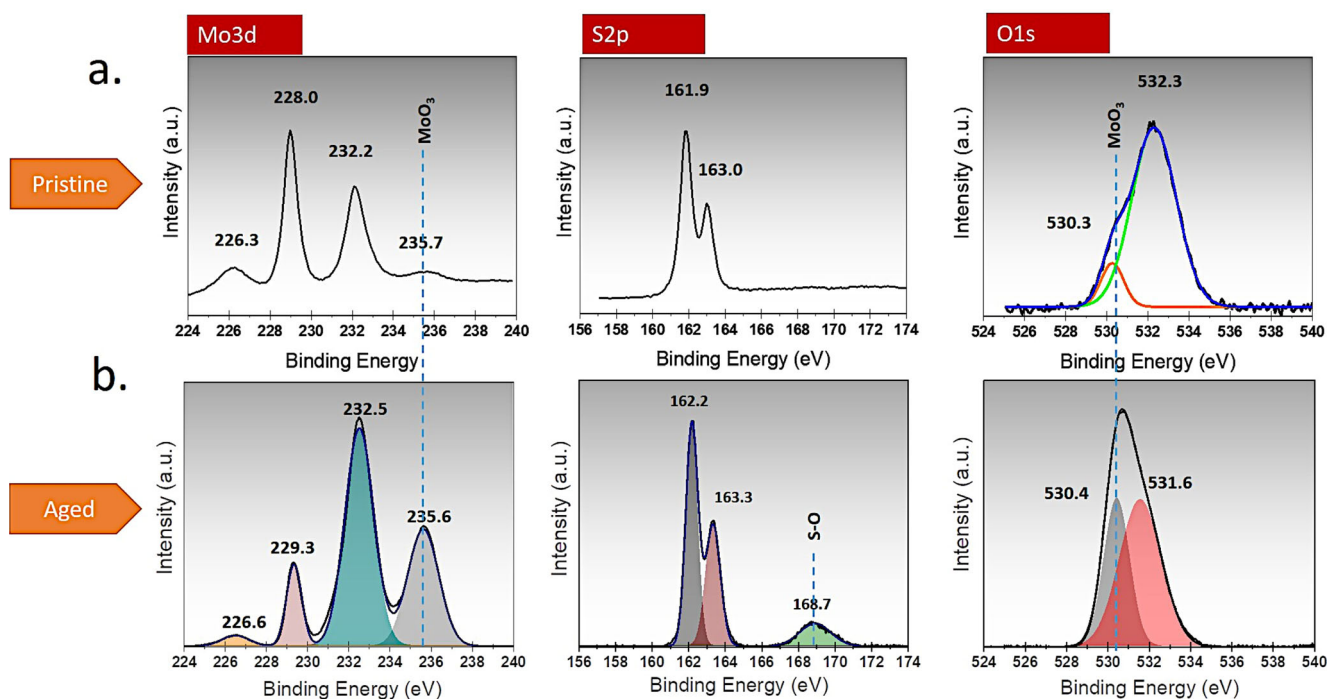 Mo3d
S2p
O1s
a.
Pristine
Intensity (a.u.)
226.3
228.0
232.2
235.7
MoO₃
224 226 228 230 232 234 236 238 240
Binding Energy
Intensity (a.u.)
161.9
163.0
156 158 160 162 164 166 168 170 172 174
Binding Energy (eV)
Intensity (a.u.)
530.3
MoO₃
532.3
524 526 528 530 532 534 536 538 540
Binding Energy (eV)
b.
Aged
Intensity (a.u.)
226.6
229.3
232.5
235.6
224 226 228 230 232 234 236 238 240
Binding Energy (eV)
Intensity (a.u.)
162.2
163.3
S-O
168.7
156 158 160 162 164 166 168 170 172 174
Binding Energy (eV)
Intensity (a.u.)
530.4
531.6
524 526 528 530 532 534 536 538 540
Binding Energy (eV)